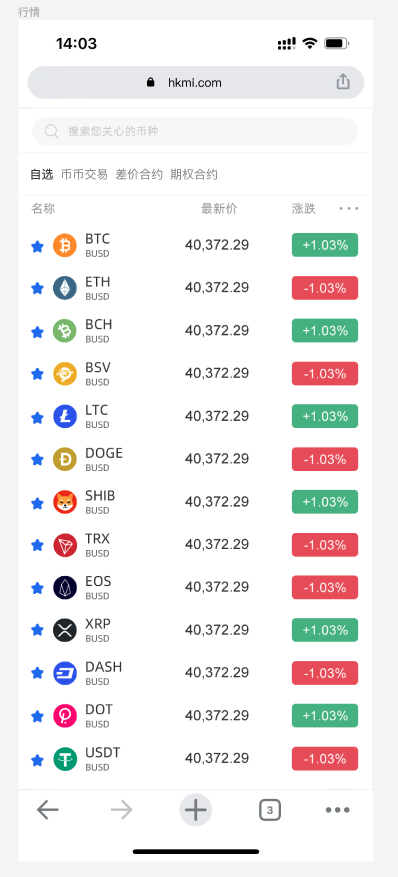 行情
14:03
hkmi.com
搜索您关心的币种
自选 币币交易 差价合约 期权合约
名称 最新价 涨跌
BTC
BUSD
40,372.29 +1.03%
ETH
BUSD
40,372.29 -1.03%
BCH
BUSD
40,372.29 +1.03%
BSV
BUSD
40,372.29 -1.03%
LTC
BUSD
40,372.29 +1.03%
DOGE
BUSD
40,372.29 -1.03%
SHIB
BUSD
40,372.29 +1.03%
TRX
BUSD
40,372.29 -1.03%
EOS
BUSD
40,372.29 -1.03%
XRP
BUSD
40,372.29 +1.03%
DASH
BUSD
40,372.29 -1.03%
DOT
BUSD
40,372.29 +1.03%
USDT
BUSD
40,372.29 -1.03%
3